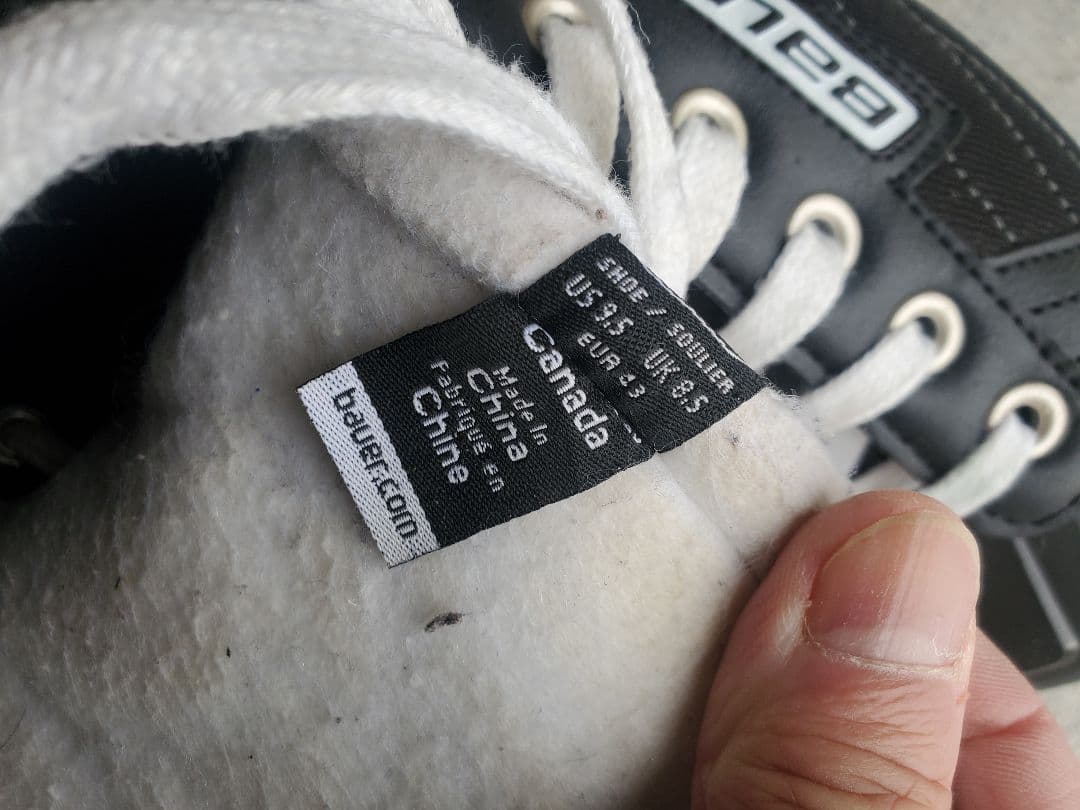 SHOE / SOULIER
US 9.5 UK 8.5
EUR 43
Canada
Made in
China
Fabriqué en
Chine
bauer.com